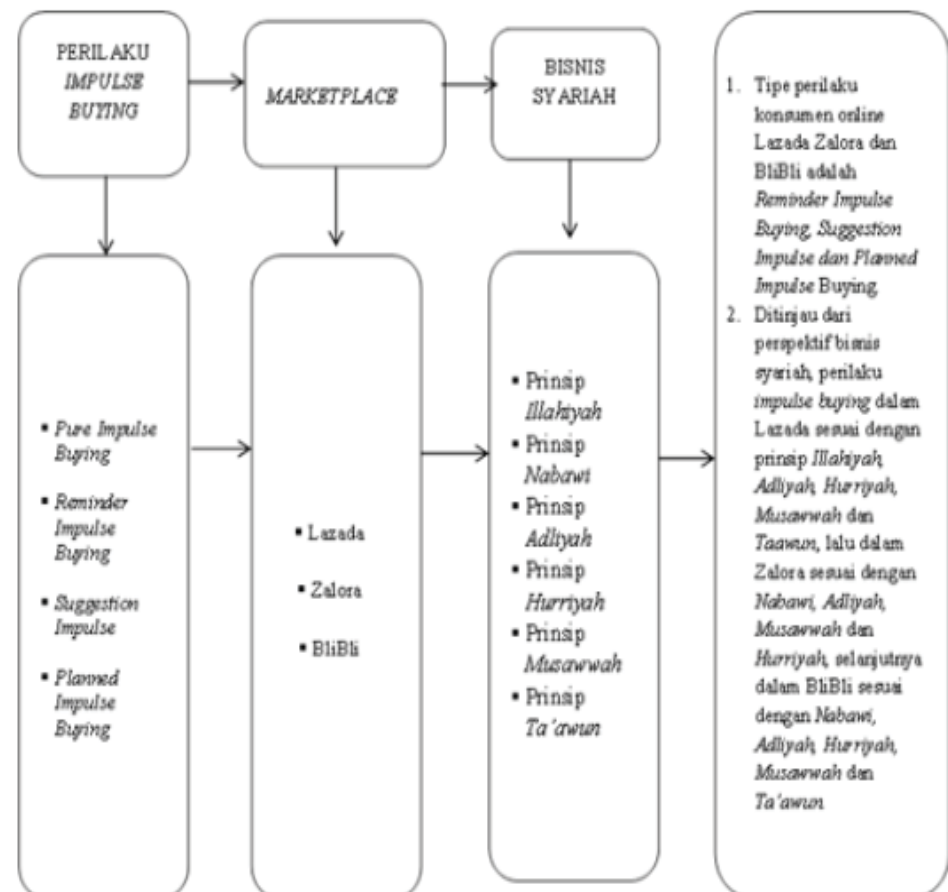 PERILAKU
IMPULSE
BUYING
MARKETPLACE
BISNIS
SYARIAH
▪ Pure Impulse
Buying
▪ Reminder
Impulse
Buying
▪ Suggestion
Impulse
▪ Planned
Impulse
Buying
▪ Lazada
▪ Zalora
▪ BliBli
▪ Prinsip
Illahiyah
▪ Prinsip
Nabawi
▪ Prinsip
Adliyah
▪ Prinsip
Hurriyah
▪ Prinsip
Musawwah
▪ Prinsip
Ta'awun
1. Tipe perilaku
konsumen online
Lazada Zalora dan
BliBli adalah
Reminder Impulse
Buying, Suggestion
Impulse dan Planned
Impulse Buying
2. Ditinjau dari
perspektif bisnis
syariah, perilaku
impulse buying dalam
Lazada sesuai dengan
prinsip Illahiyah,
Adliyah, Hurriyah,
Musawwah dan
Taawun, lalu dalam
Zalora sesuai dengan
Nabawi, Adliyah,
Musawwah dan
Hurriyah, selanjutnya
dalam BliBli sesuai
dengan Nabawi,
Adliyah, Hurriyah,
Musawwah dan
Ta'awun